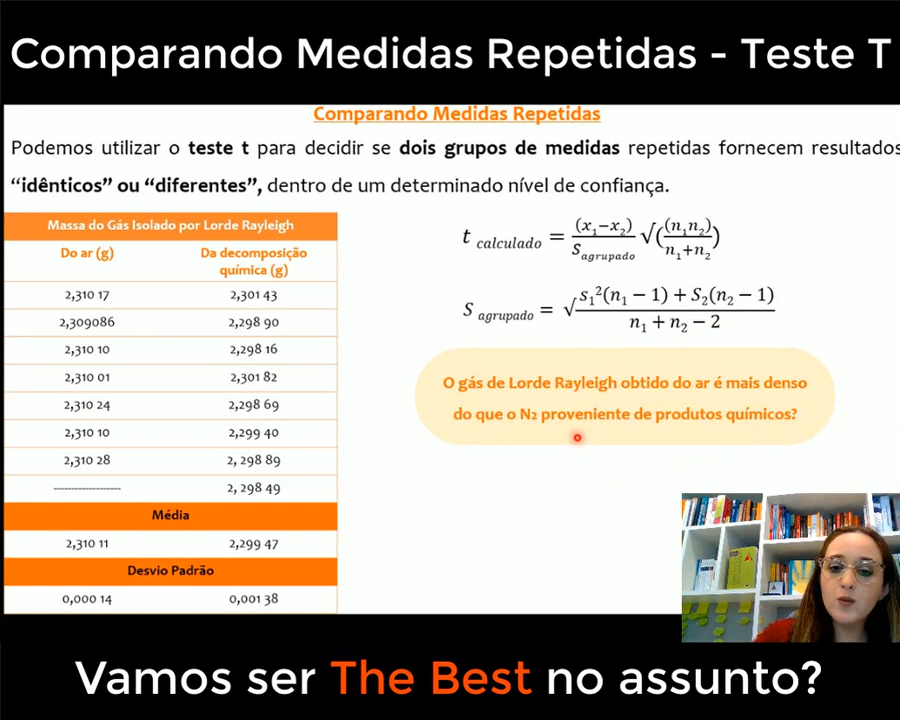 Comparando Medidas Repetidas - Teste T
Comparando Medidas Repetidas
Podemos utilizar o teste t para decidir se dois grupos de medidas repetidas fornecem resultados
“idênticos” ou “diferentes”, dentro de um determinado nível de confiança.
Massa do Gás Isolado por Lorde Rayleigh
Do ar (g) Da decomposição química (g)
2,310 17 2,301 43
2,309086 2,298 90
2,310 10 2,298 16
2,310 01 2,301 82
2,310 24 2,298 69
2,310 10 2,299 40
2,310 28 2, 298 89
------------------- 2, 298 49
Média
2,310 11 2,299 47
Desvio Padrão
0,000 14 0,001 38
t calculado = (x₁−x₂)/S agrupado √((n₁n₂)/n₁+n₂)
S agrupado = √ s₁²(n₁ − 1) + S₂(n₂ − 1) / n₁ + n₂ − 2
O gás de Lorde Rayleigh obtido do ar é mais denso
do que o N₂ proveniente de produtos químicos?
Vamos ser The Best no assunto?